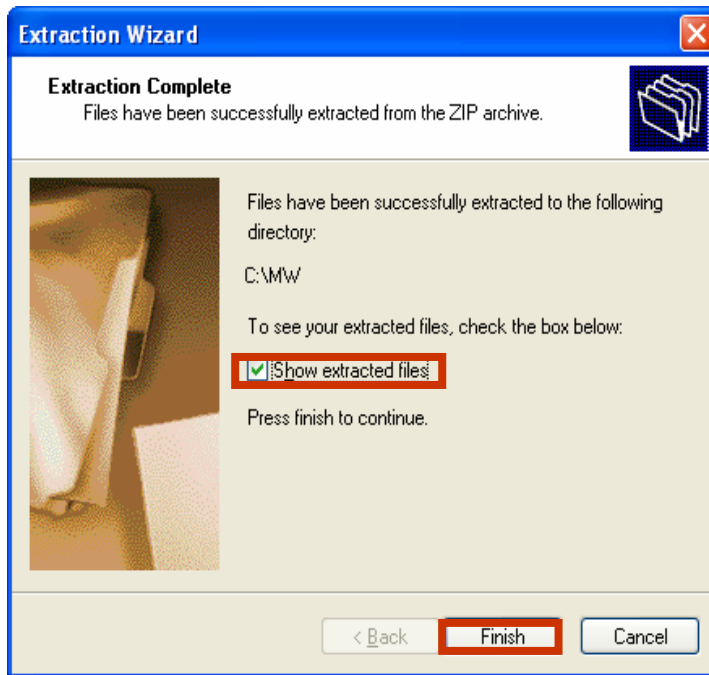 Extraction Wizard
Extraction Complete
Files have been successfully extracted from the ZIP archive.
Files have been successfully extracted to the following
directory:
C:\MW
To see your extracted files, check the box below:
Show extracted files
Press finish to continue.
< Back Finish Cancel